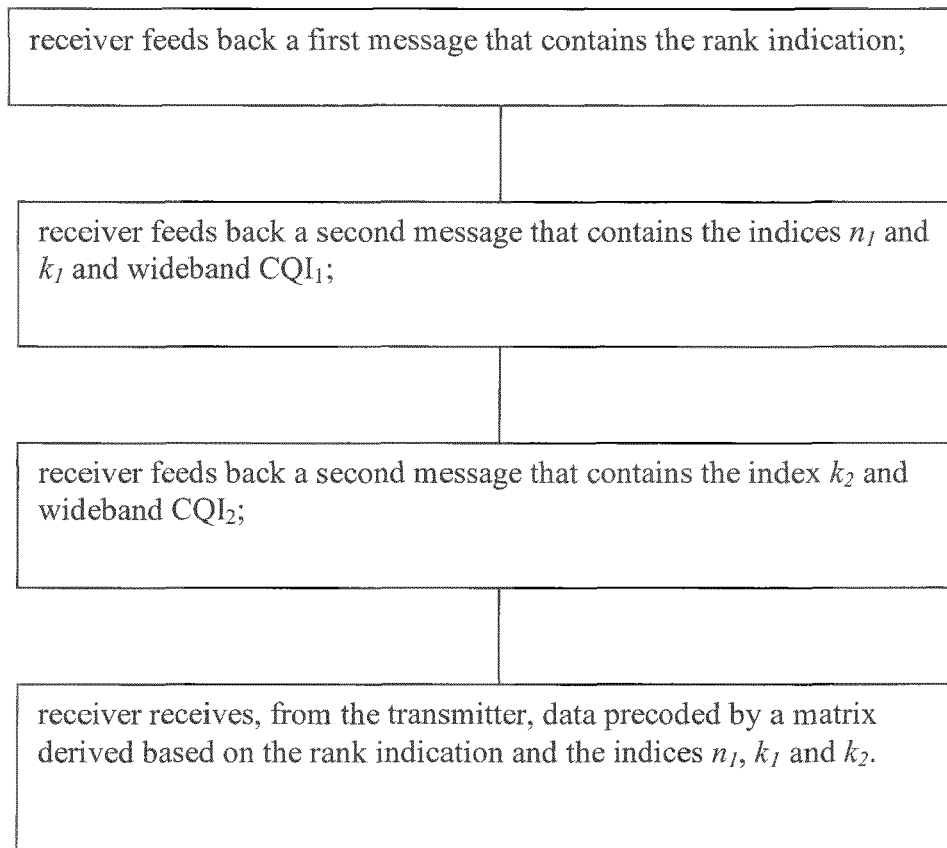 receiver feeds back a first message that contains the rank indication;
receiver feeds back a second message that contains the indices n₁ and
k₁ and wideband CQI₁;
receiver feeds back a second message that contains the index k₂ and
wideband CQI₂;
receiver receives, from the transmitter, data precoded by a matrix
derived based on the rank indication and the indices n₁, k₁ and k₂.